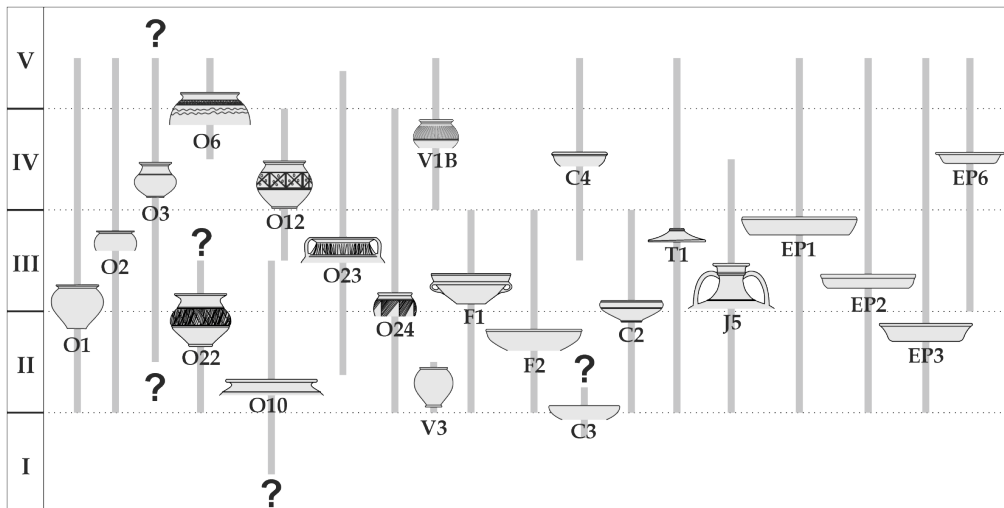 ?
V
O6
V1B
IV
C4
EP6
O3
O12
?
T1
EP1
O2
III
O23
EP2
F1
J5
O24
C2
O1
EP3
O22
II
F2
?
?
O10
V3
C3
I
?